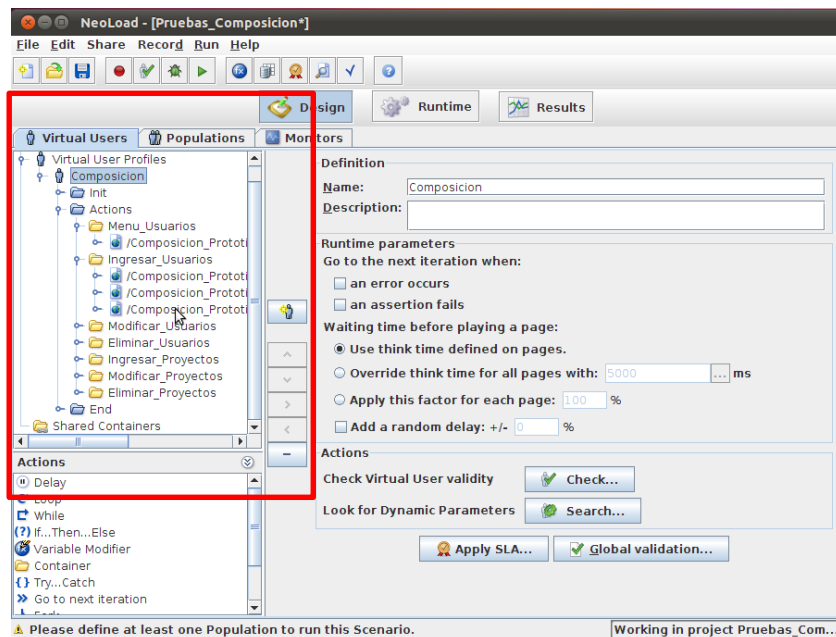 NeoLoad - [Pruebas_Composicion*]
File Edit Share Record Run Help
Design Runtime Results
Virtual Users Populations Monitors
Virtual User Profiles
Composicion
Init
Actions
Menu_Usuarios
/Composicion_Prototi
Ingresar_Usuarios
/Composicion_Prototi
/Composicion_Prototi
/Composicion_Prototi
Modificar_Usuarios
Eliminar_Usuarios
Ingresar_Proyectos
Modificar_Proyectos
Eliminar_Proyectos
End
Shared Containers
Actions
Delay
Loop
While
If...Then...Else
Variable Modifier
Container
Try...Catch
Go to next iteration
Definition
Name: Composicion
Description:
Runtime parameters
Go to the next iteration when:
an error occurs
an assertion fails
Waiting time before playing a page:
Use think time defined on pages.
Override think time for all pages with: 5000 ... ms
Apply this factor for each page: 100 %
Add a random delay: +/- 0 %
Actions
Check Virtual User validity Check...
Look for Dynamic Parameters Search...
Apply SLA... Global validation...
Please define at least one Population to run this Scenario. Working in project Pruebas_Com...